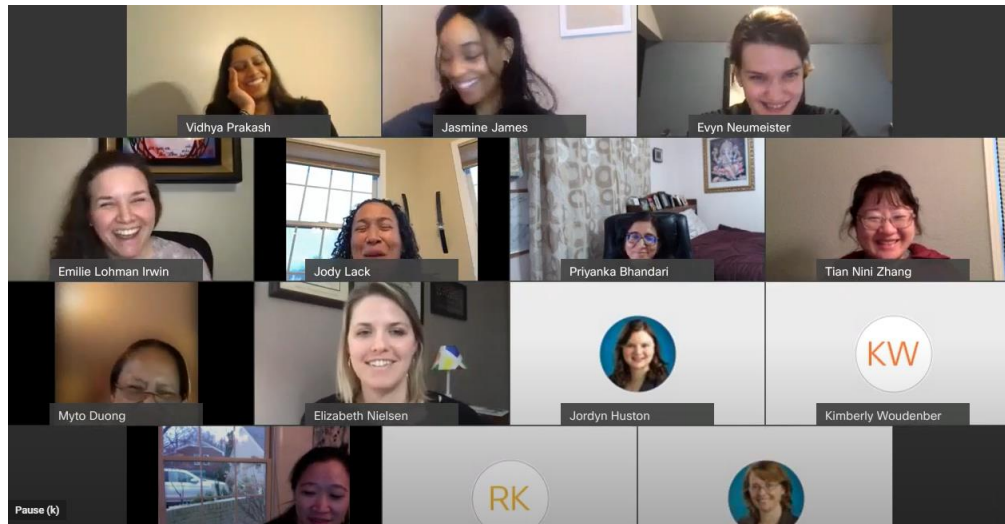 Vidhya Prakash
Jasmine James
Evyn Neumeister
Emilie Lohman Irwin
Jody Lack
Priyanka Bhandari
Tian Nini Zhang
Myto Duong
Elizabeth Nielsen
Jordyn Huston
KW
Kimberly Woudenber
Pause (k)
RK